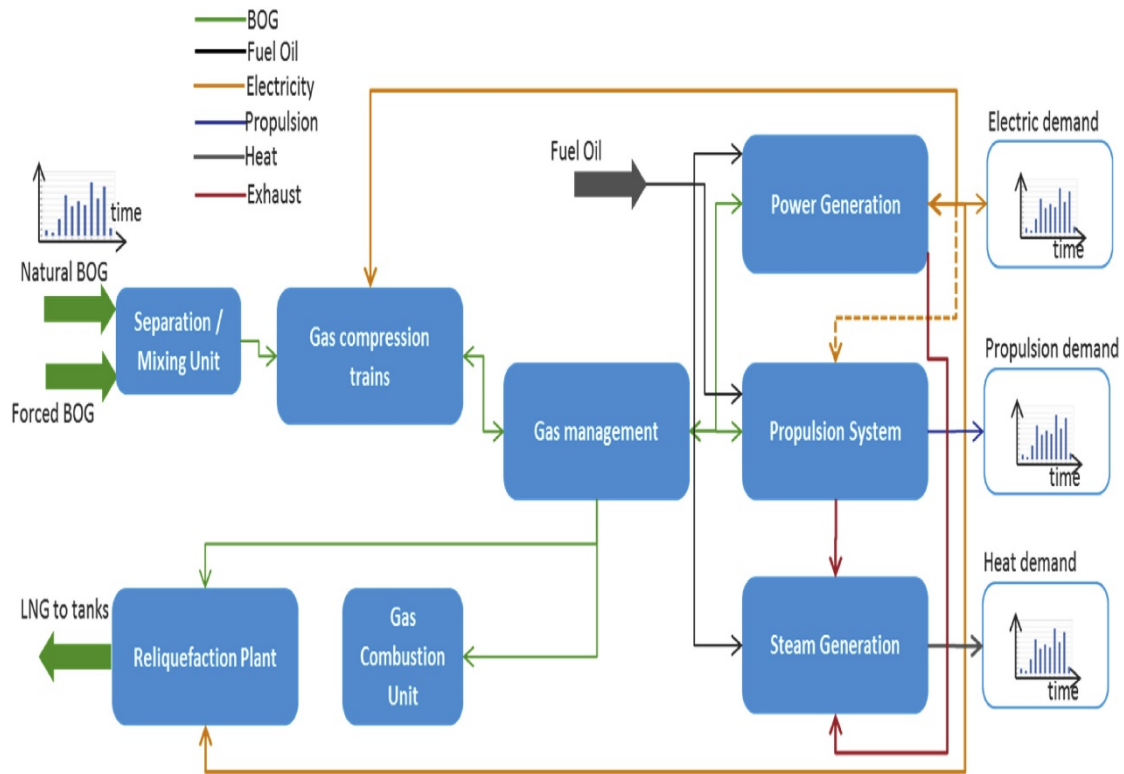 BOG
Fuel Oil
Electricity
Propulsion
Heat
Exhaust
time
Natural BOG
Forced BOG
Separation /
Mixing Unit
Gas compression
trains
Gas management
Fuel Oil
Power Generation
Propulsion System
Steam Generation
Electric demand
time
Propulsion demand
time
Heat demand
time
LNG to tanks
Reliquefaction Plant
Gas
Combustion
Unit